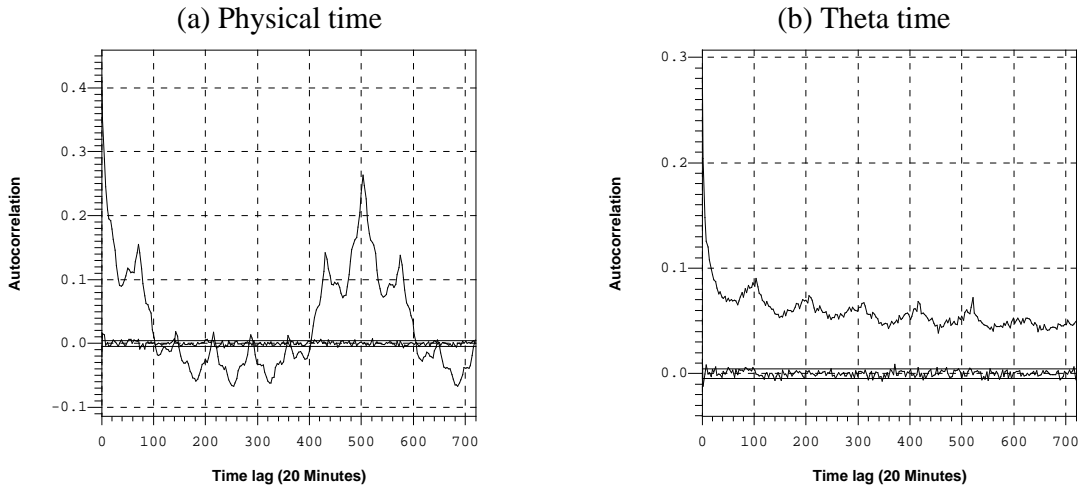 (a) Physical time
0.4
0.3
0.2
0.1
0.0
-0.1
0 100 200 300 400 500 600 700
Autocorrelation
Time lag (20 Minutes)
(b) Theta time
0.3
0.2
0.1
0.0
0 100 200 300 400 500 600 700
Autocorrelation
Time lag (20 Minutes)